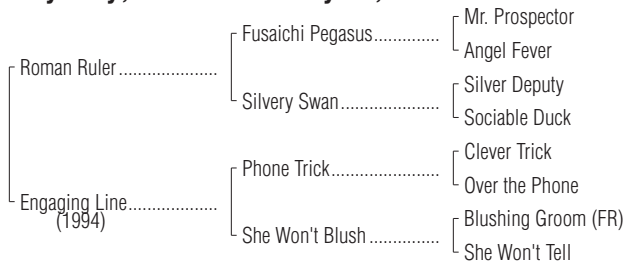 Mr. Prospector
Fusaichi Pegasus..............
Angel Fever
Roman Ruler.....................
Silver Deputy
Silvery Swan.....................
Sociable Duck
Clever Trick
Phone Trick.......................
Over the Phone
Engaging Line...................
(1994)
Blushing Groom (FR)
She Won't Blush ...............
She Won't Tell